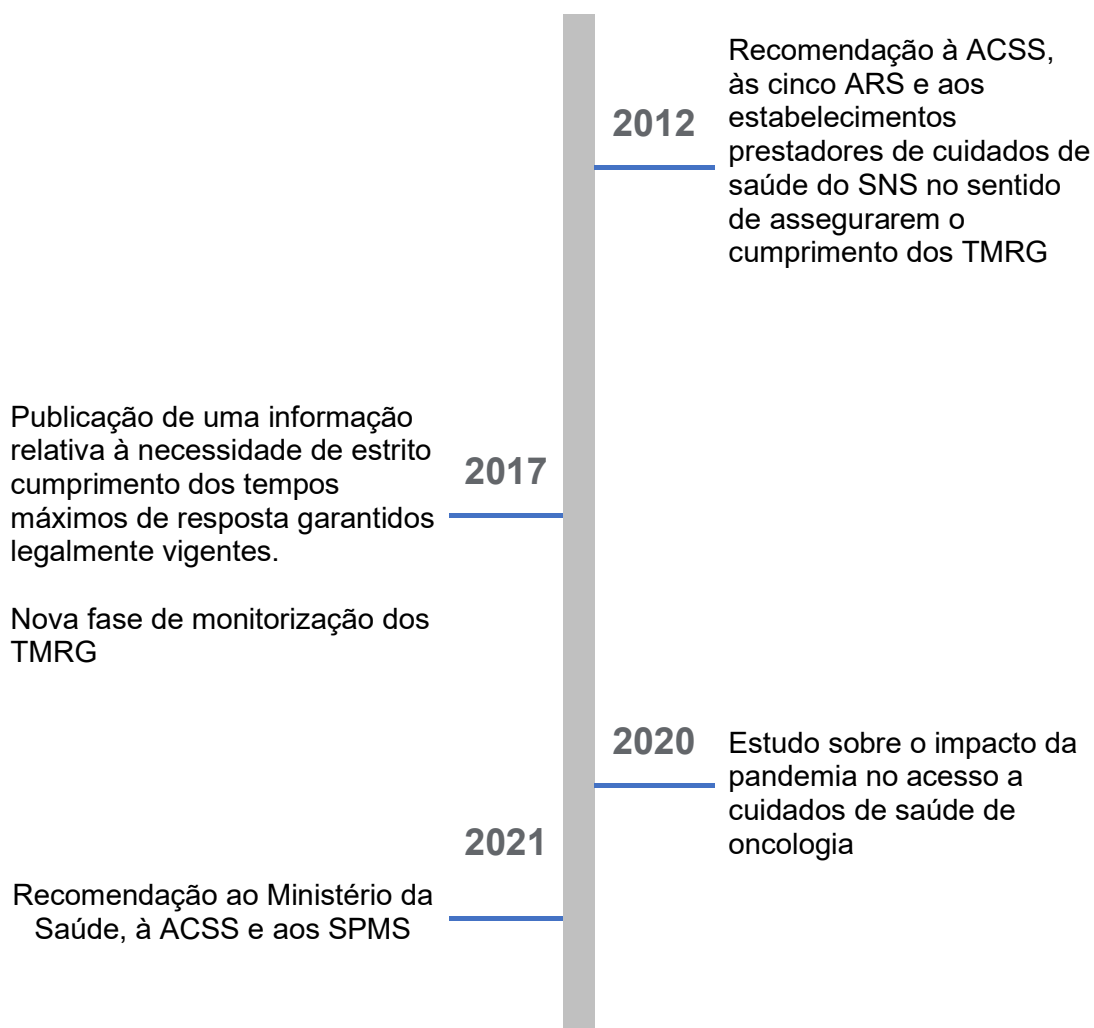 2012
Recomendação à ACSS,
às cinco ARS e aos
estabelecimentos
prestadores de cuidados de
saúde do SNS no sentido
de assegurarem o
cumprimento dos TMRG
2017
Publicação de uma informação
relativa à necessidade de estrito
cumprimento dos tempos
máximos de resposta garantidos
legalmente vigentes.
Nova fase de monitorização dos
TMRG
2020
Estudo sobre o impacto da
pandemia no acesso a
cuidados de saúde de
oncologia
2021
Recomendação ao Ministério da
Saúde, à ACSS e aos SPMS